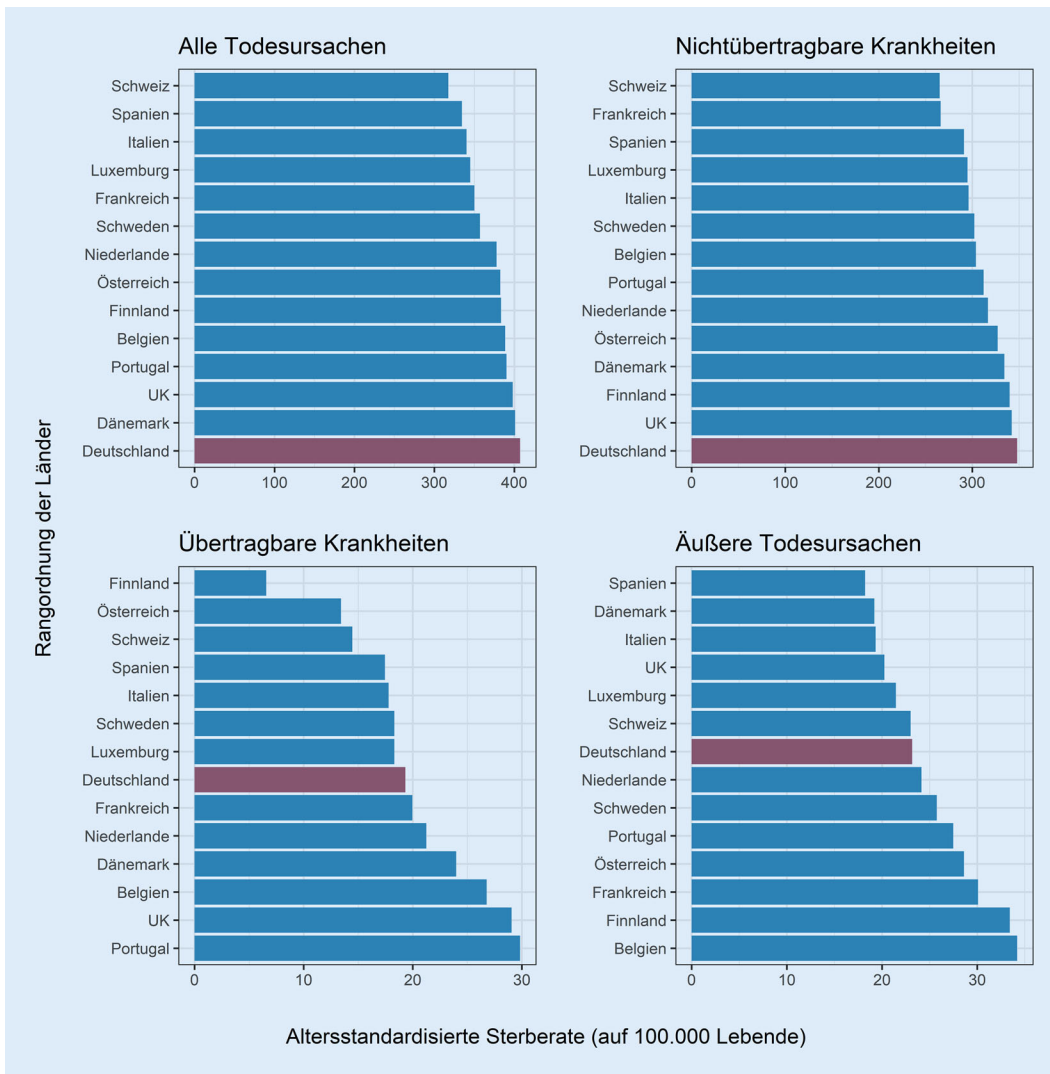 Alle Todesursachen
Schweiz
Spanien
Italien
Luxemburg
Frankreich
Schweden
Niederlande
Österreich
Finnland
Belgien
Portugal
UK
Dänemark
Deutschland
0 100 200 300 400
Nichtübertragbare Krankheiten
Schweiz
Frankreich
Spanien
Luxemburg
Italien
Schweden
Belgien
Portugal
Niederlande
Österreich
Dänemark
Finnland
UK
Deutschland
0 100 200 300
Rangordnung der Länder
Übertragbare Krankheiten
Finnland
Österreich
Schweiz
Spanien
Italien
Schweden
Luxemburg
Deutschland
Frankreich
Niederlande
Dänemark
Belgien
UK
Portugal
0 10 20 30
Äußere Todesursachen
Spanien
Dänemark
Italien
UK
Luxemburg
Schweiz
Deutschland
Niederlande
Schweden
Portugal
Österreich
Frankreich
Finnland
Belgien
0 10 20 30
Altersstandardisierte Sterberate (auf 100.000 Lebende)